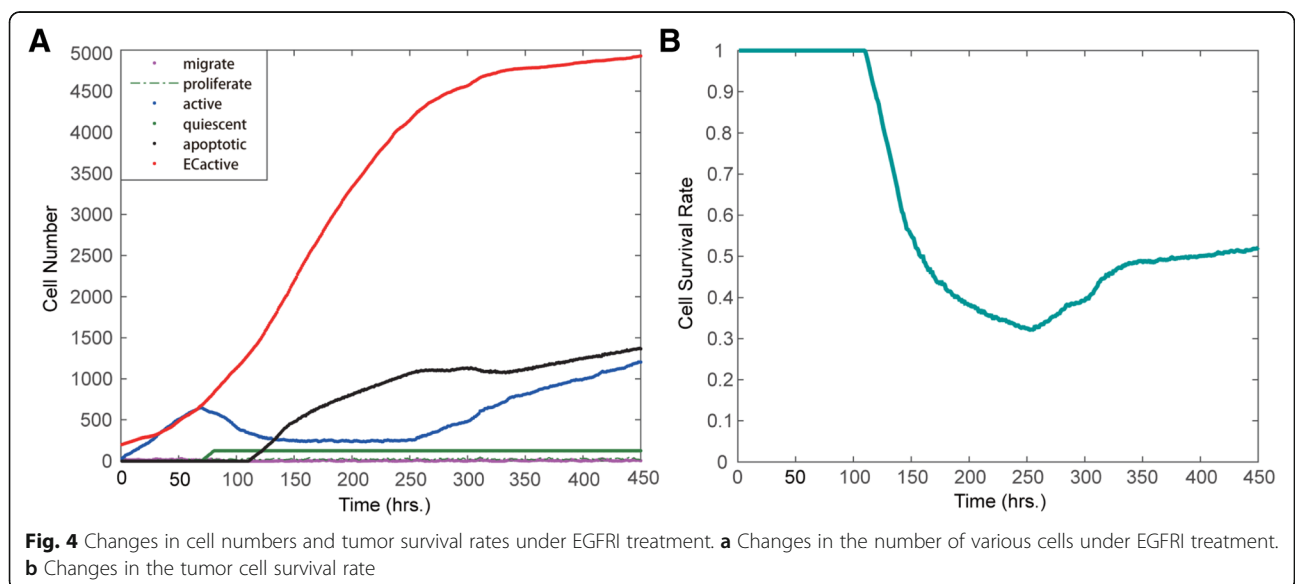 A
5000
4500
4000
3500
3000
2500
2000
1500
1000
500
0
Cell Number
migrate
proliferate
active
quiescent
apoptotic
ECactive
0 50 100 150 200 250 300 350 400 450
Time (hrs.)
B
1
0.9
0.8
0.7
0.6
0.5
0.4
0.3
0.2
0.1
0
Cell Survival Rate
0 50 100 150 200 250 300 350 400 450
Time (hrs.)
Fig. 4 Changes in cell numbers and tumor survival rates under EGFRI treatment. a Changes in the number of various cells under EGFRI treatment.
b Changes in the tumor cell survival rate